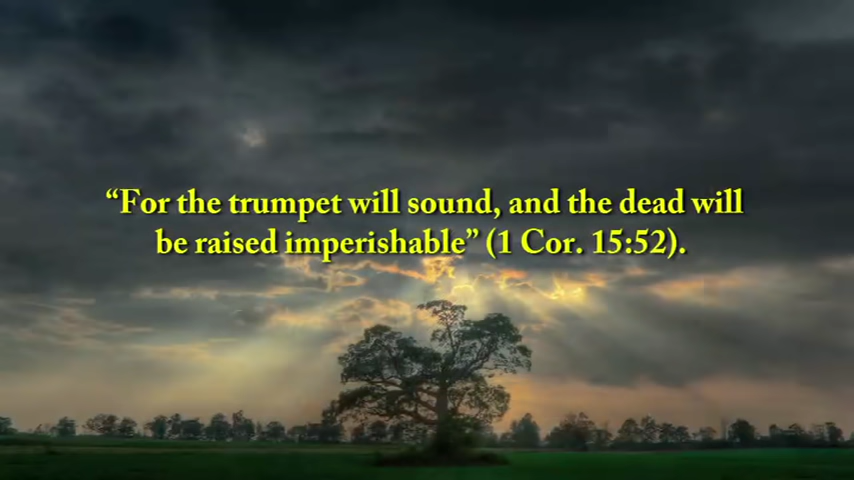 “For the trumpet will sound, and the dead will
be raised imperishable” (1 Cor. 15:52).